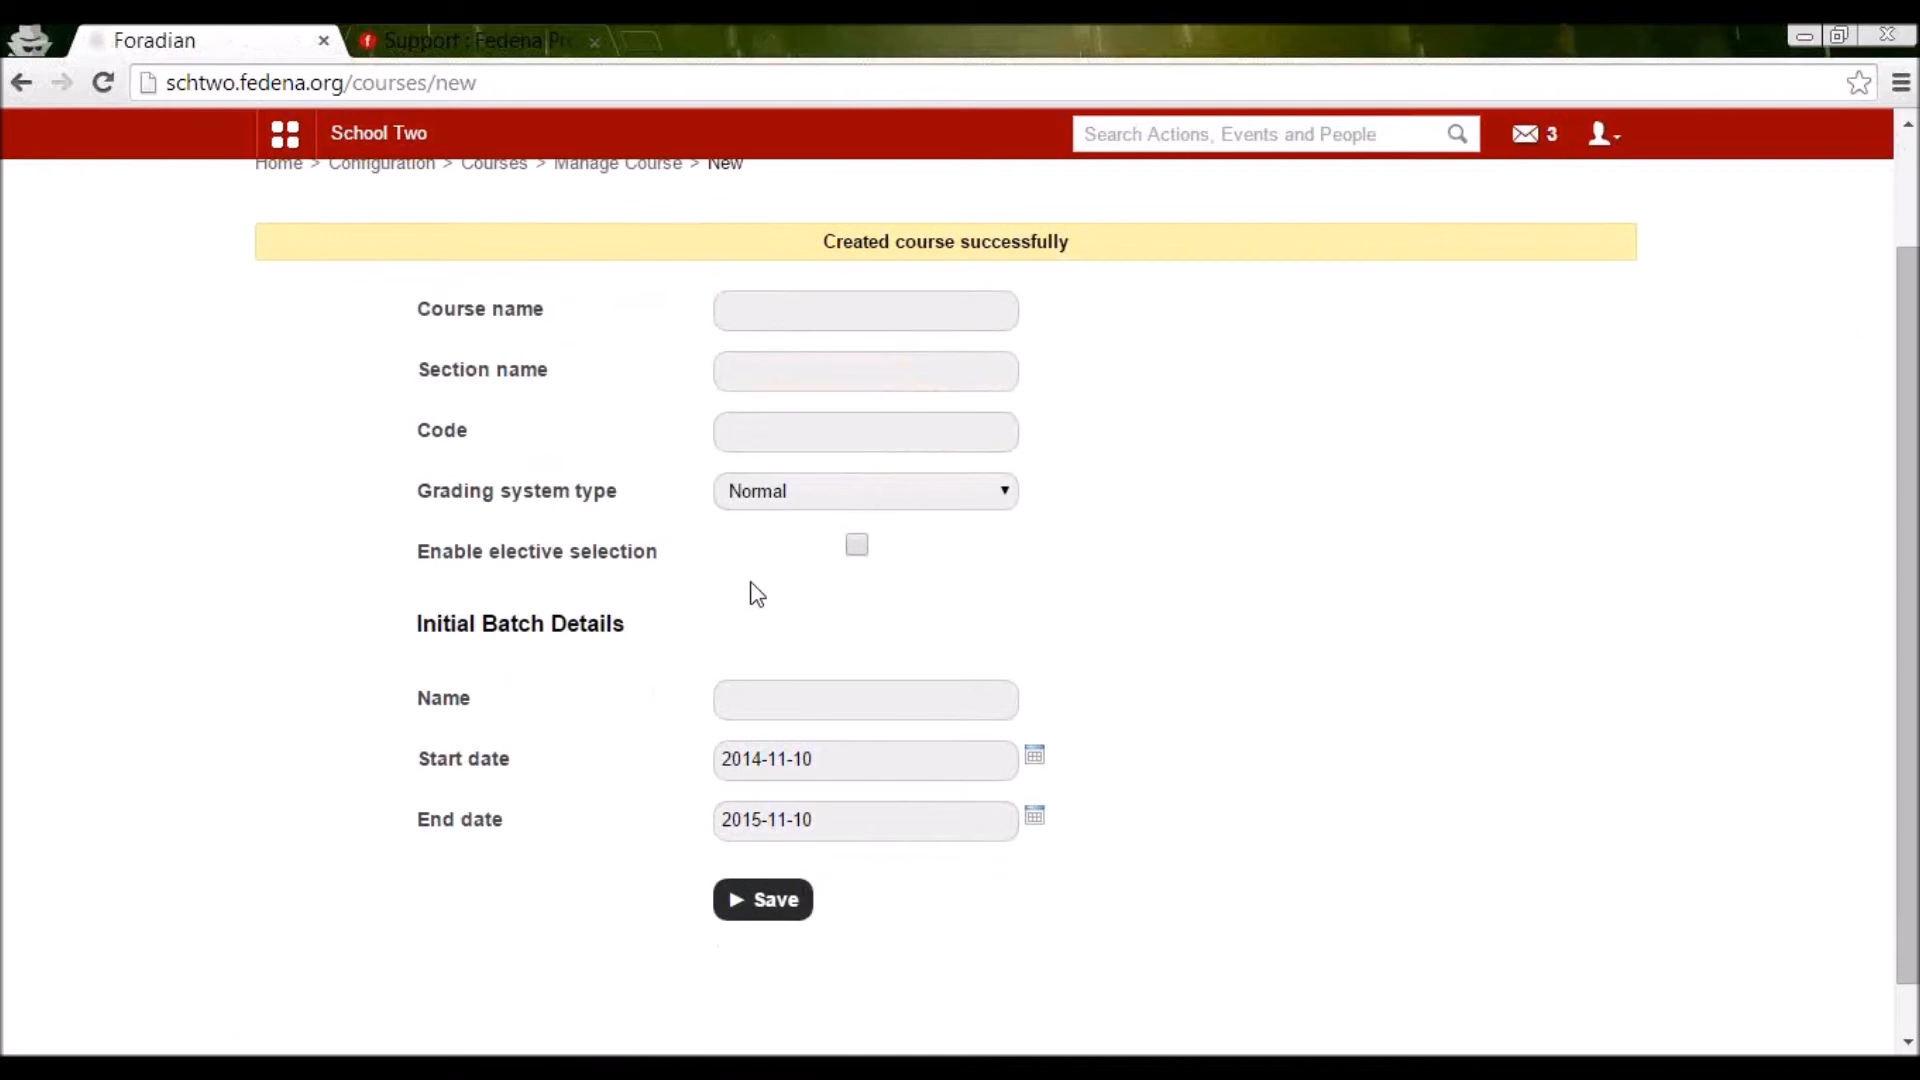 Foradian
Support : Fedena Pr
schtwo.fedena.org/courses/new
School Two
Search Actions, Events and People
3
Home > Configuration > Courses > Manage Course > New
Created course successfully
Course name
Section name
Code
Grading system type
Normal
Enable elective selection
Initial Batch Details
Name
Start date
2014-11-10
End date
2015-11-10
Save